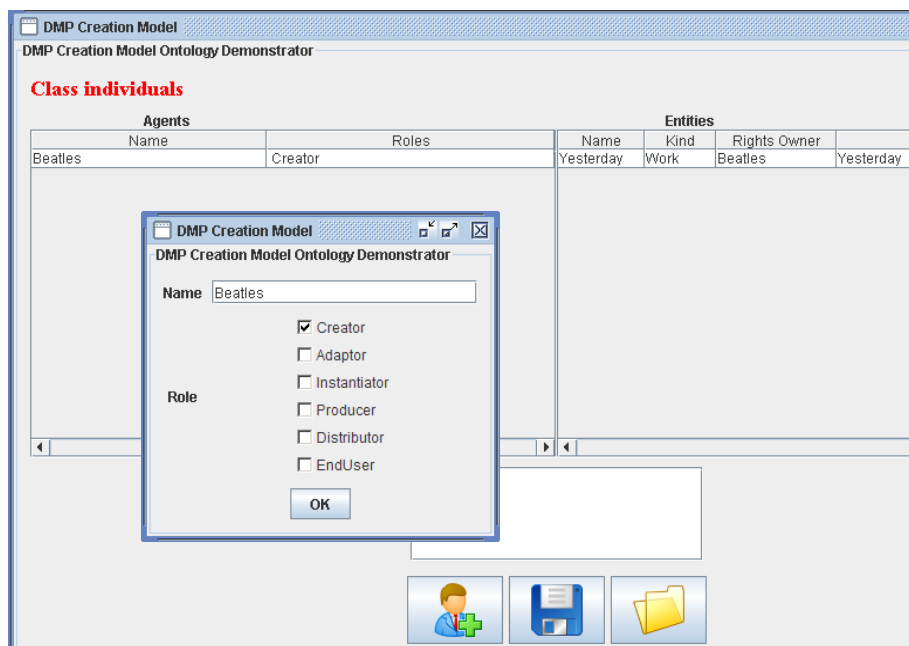 DMP Creation Model
DMP Creation Model Ontology Demonstrator
Class individuals
Agents
Name Roles
Beatles Creator
Entities
Name Kind Rights Owner
Yesterday Work Beatles Yesterday
DMP Creation Model
DMP Creation Model Ontology Demonstrator
Name Beatles
Role
Creator
Adaptor
Instantiator
Producer
Distributor
EndUser
OK